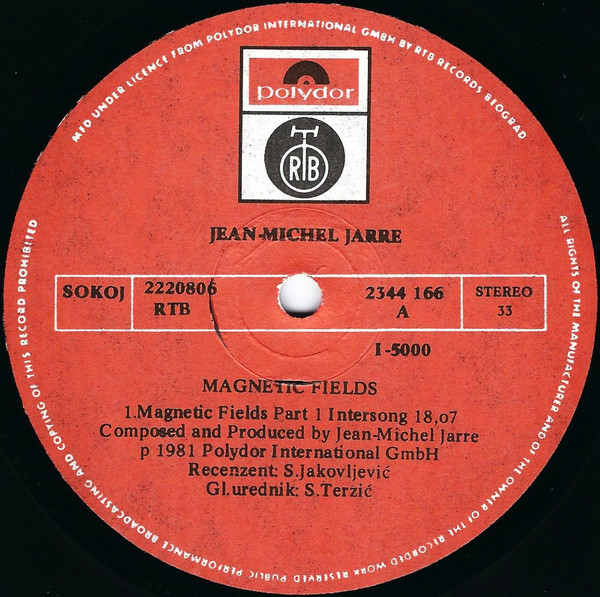 MFD UNDER LICENCE FROM POLYDOR INTERNATIONAL GMBH BY RTB RECORDS BEOGRAD
polydor
RTB
JEAN-MICHEL JARRE
SOKOJ
2220806
RTB
2344 166
A
STEREO
33
I-5000
MAGNETIC FIELDS
1.Magnetic Fields Part 1 Intersong 18,o7
Composed and Produced by Jean-Michel Jarre
p 1981 Polydor International GmbH
Recenzent: S.Jakovljević
Gl.urednik: S.Terzić
ALL RIGHTS OF THE MANUFACTURER AND OF THE OWNER OF THE RECORDED WORK RESERVED PUBLIC PERFORMANCE BROADCASTING AND COPYING OF THIS RECORD PROHIBITED